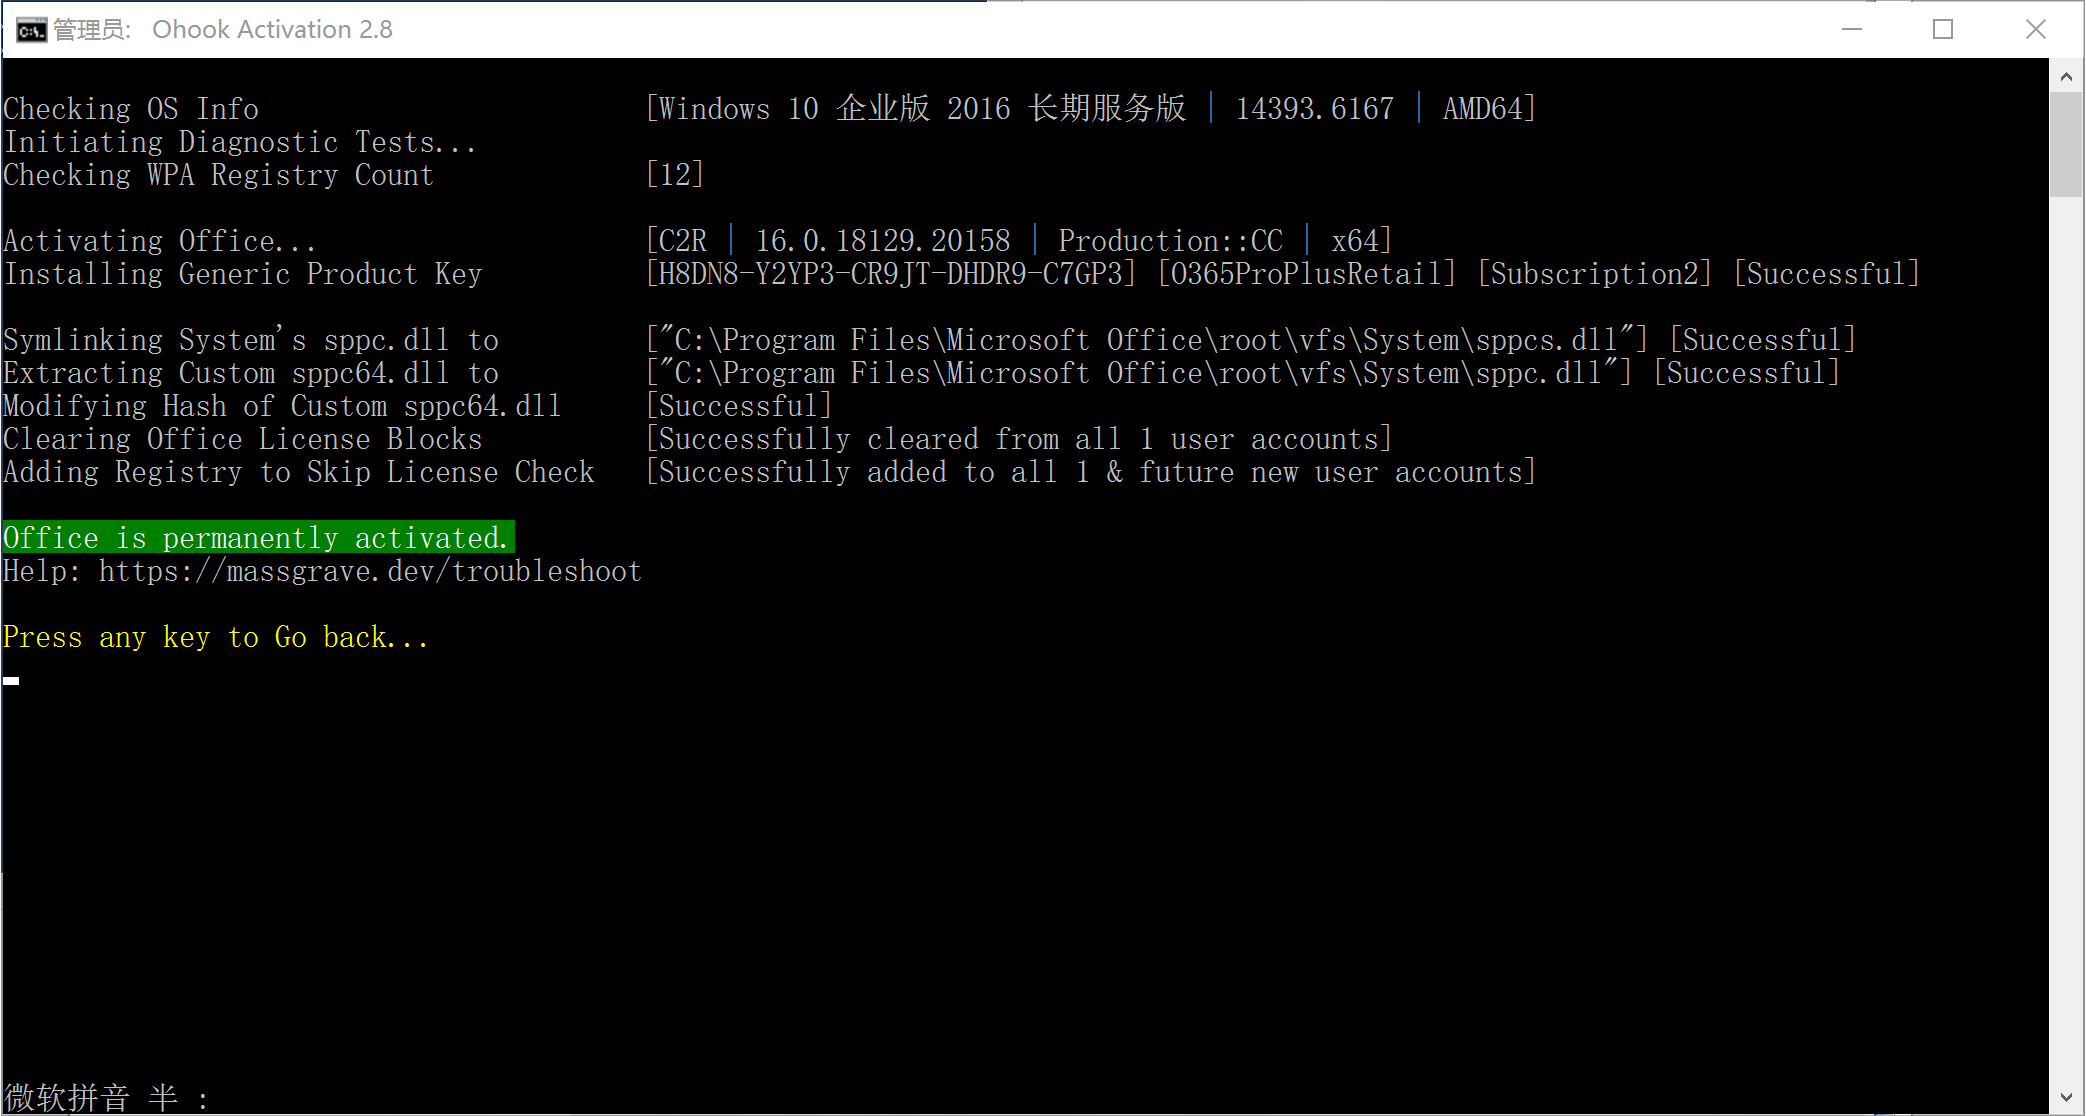 管理员: Ohook Activation 2.8
Checking OS Info [Windows 10 企业版 2016 长期服务版 | 14393.6167 | AMD64]
Initiating Diagnostic Tests...
Checking WPA Registry Count [12]
Activating Office... [C2R | 16.0.18129.20158 | Production::CC | x64]
Installing Generic Product Key [H8DN8-Y2YP3-CR9JT-DHDR9-C7GP3] [O365ProPlusRetail] [Subscription2] [Successful]
Symlinking System's sppc.dll to ["C:\Program Files\Microsoft Office\root\vfs\System\sppcs.dll"] [Successful]
Extracting Custom sppc64.dll to ["C:\Program Files\Microsoft Office\root\vfs\System\sppc.dll"] [Successful]
Modifying Hash of Custom sppc64.dll [Successful]
Clearing Office License Blocks [Successfully cleared from all 1 user accounts]
Adding Registry to Skip License Check [Successfully added to all 1 & future new user accounts]
Office is permanently activated.
Help: https://massgrave.dev/troubleshoot
Press any key to Go back...
微软拼音 半 :